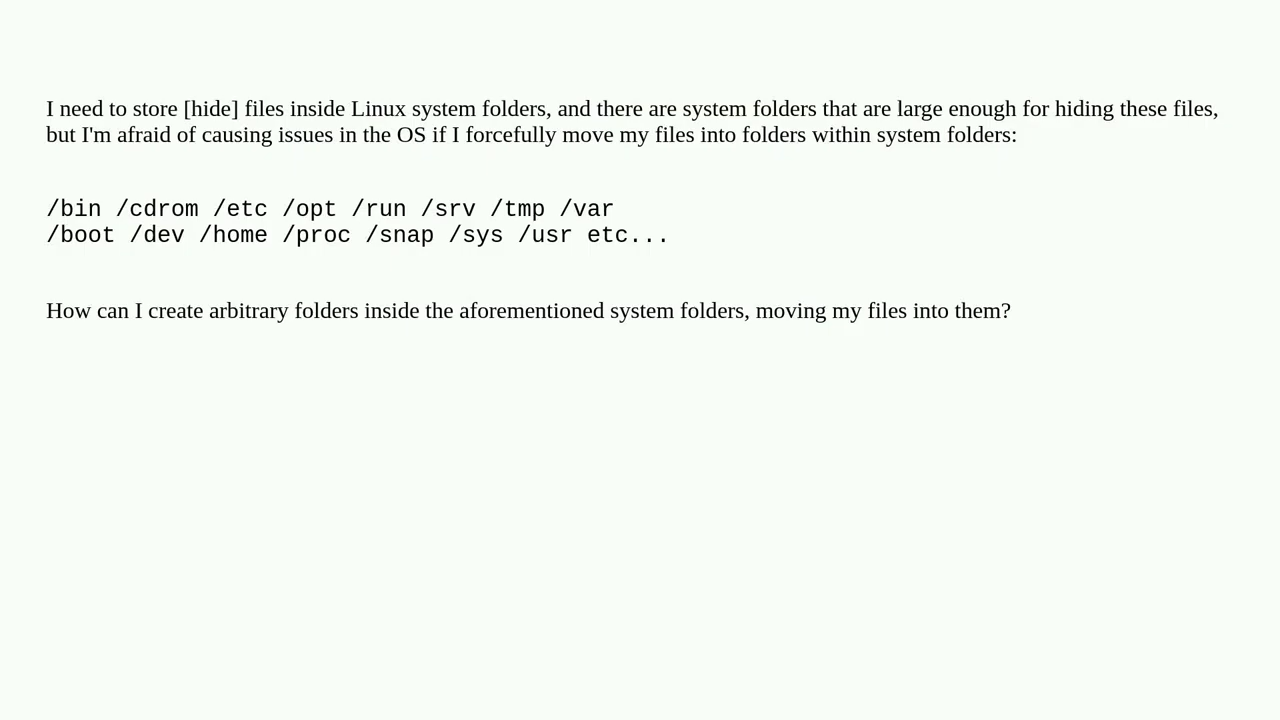 I need to store [hide] files inside Linux system folders, and there are system folders that are large enough for hiding these files,
but I'm afraid of causing issues in the OS if I forcefully move my files into folders within system folders:
/bin /cdrom /etc /opt /run /srv /tmp /var
/boot /dev /home /proc /snap /sys /usr etc...
How can I create arbitrary folders inside the aforementioned system folders, moving my files into them?